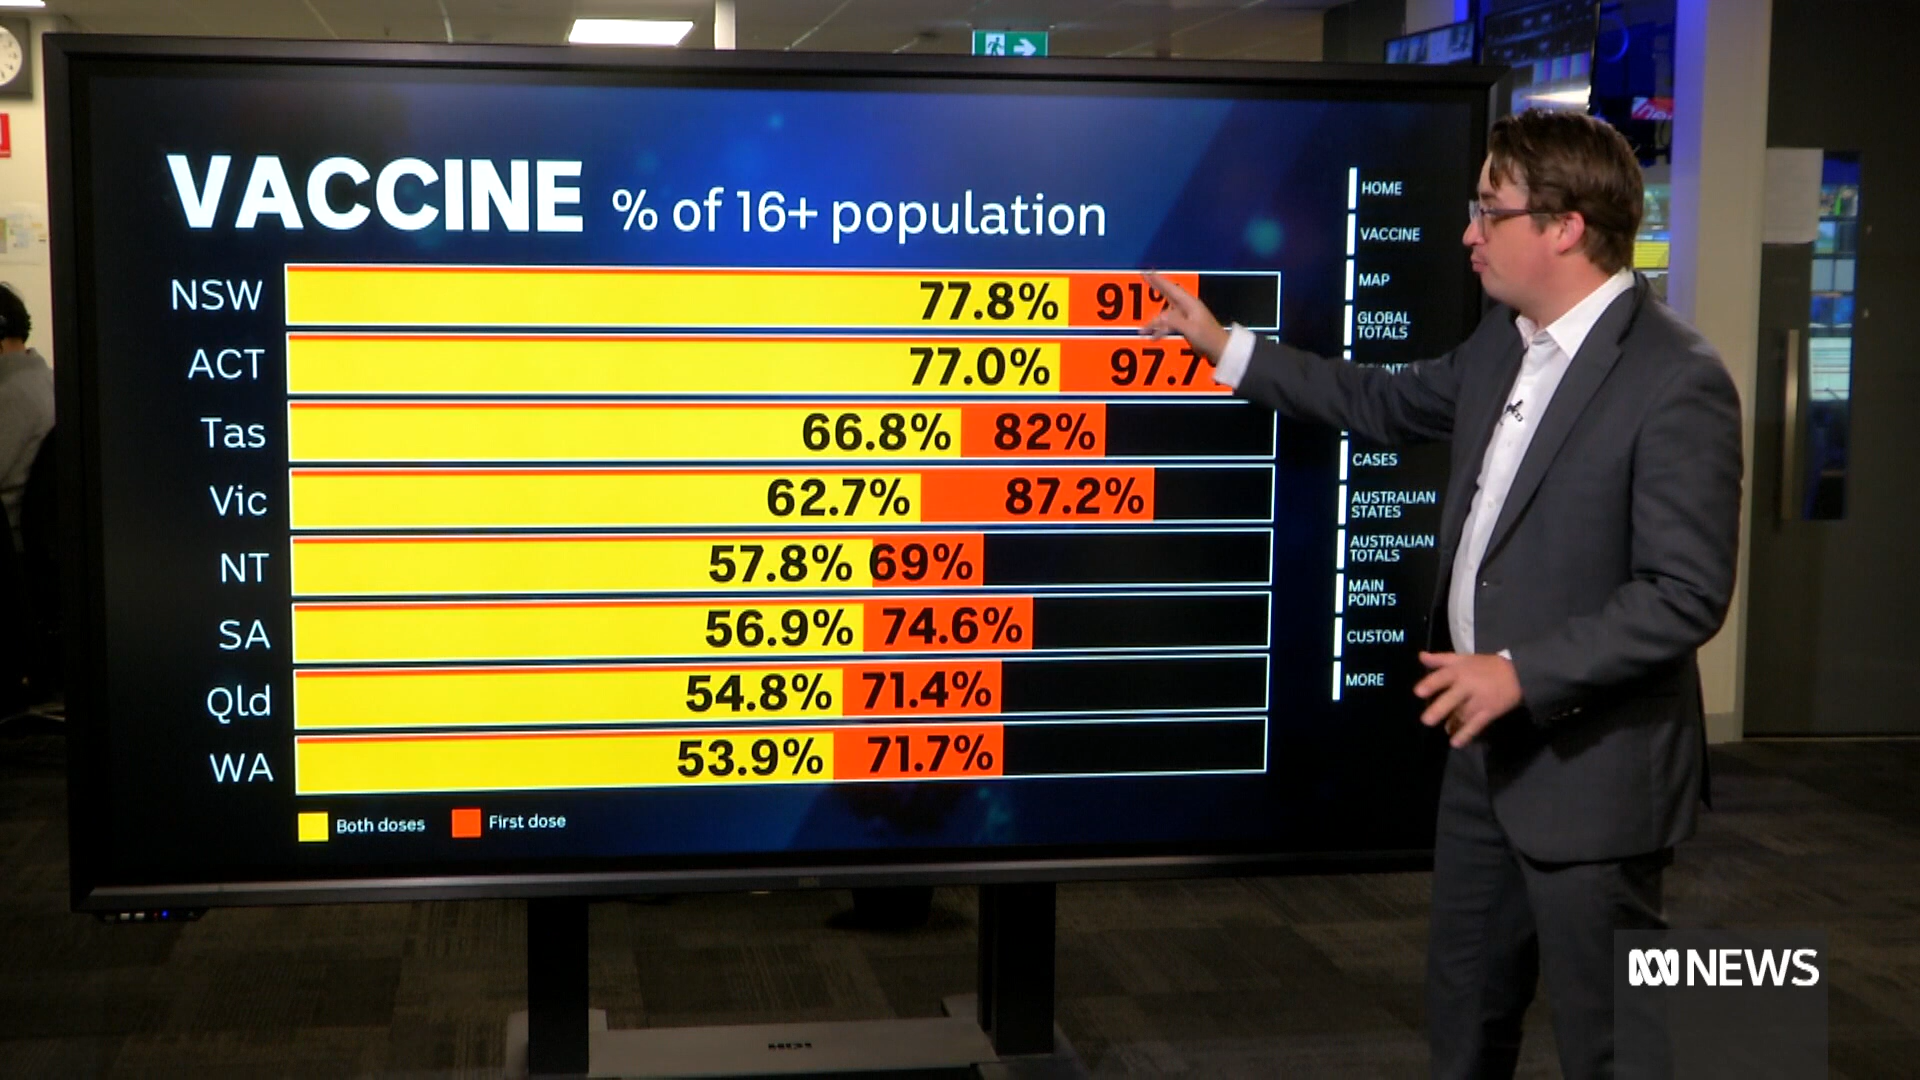 VACCINE % of 16+ population
NSW 77.8% 91%
ACT 77.0% 97.7
Tas 66.8% 82%
Vic 62.7% 87.2%
NT 57.8% 69%
SA 56.9% 74.6%
Qld 54.8% 71.4%
WA 53.9% 71.7%
Both doses First dose
HOME
VACCINE
MAP
GLOBAL
TOTALS
CASES
AUSTRALIAN
STATES
AUSTRALIAN
TOTALS
MAIN
POINTS
CUSTOM
MORE
NEWS